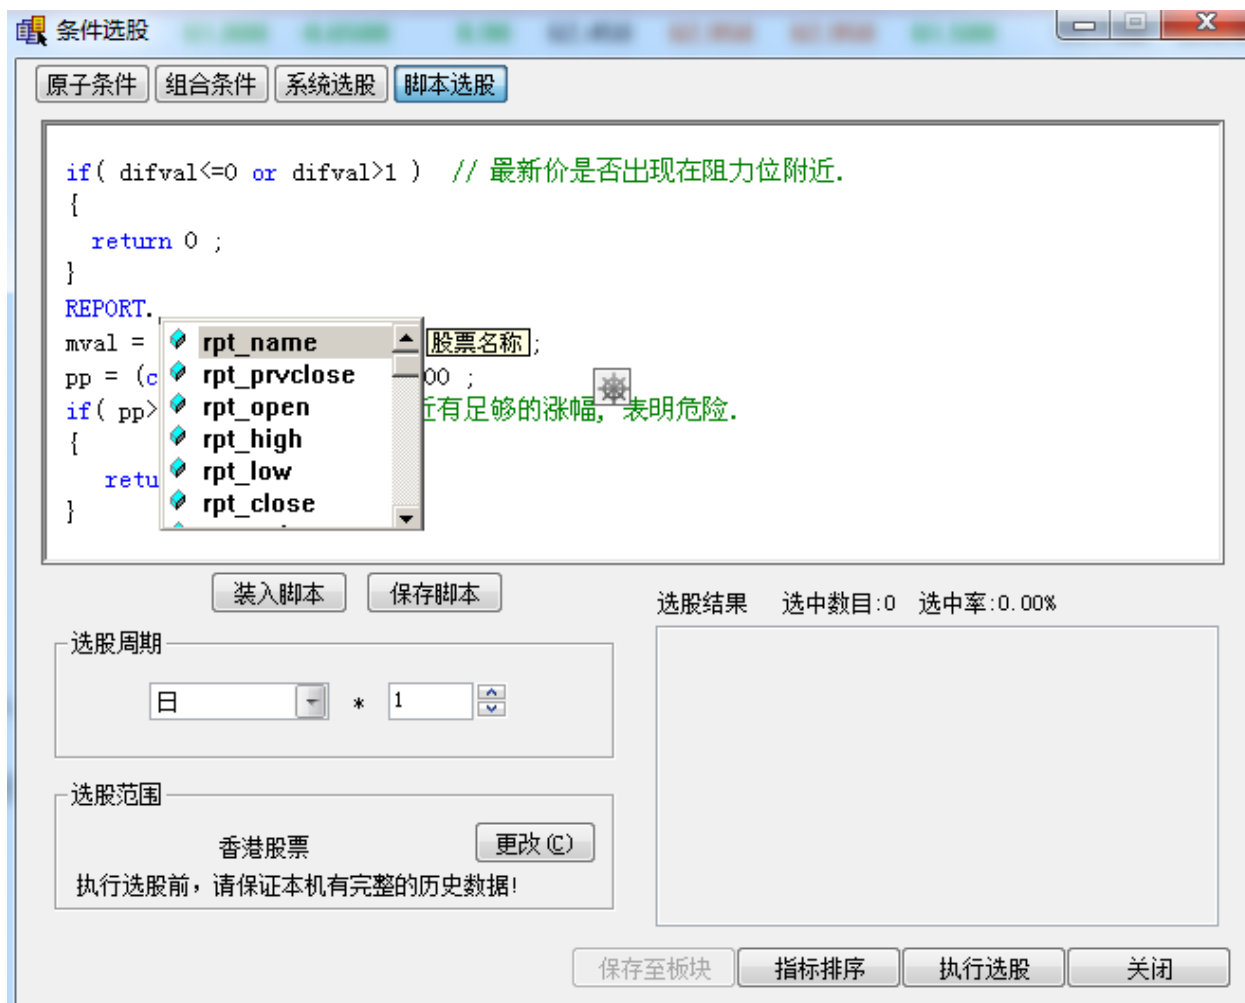 条件选股
原子条件 组合条件 系统选股 脚本选股
if( difval<=0 or difval>1 ) // 最新价是否出现在阻力位附近.
{
return 0 ;
}
REPORT.
mval = rpt_name 股票名称 ;
pp = (c rpt_prvclose 00 ;
if( pp> rpt_open 近有足够的涨幅, 表明危险.
{ rpt_high
retu rpt_low
} rpt_close
装入脚本 保存脚本
选股结果 选中数目:0 选中率:0.00%
选股周期
日 * 1
选股范围
香港股票 更改(C)
执行选股前，请保证本机有完整的历史数据!
保存至板块 指标排序 执行选股 关闭